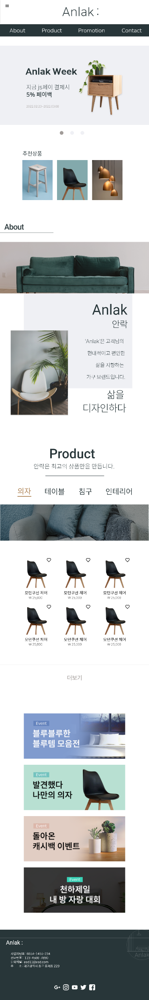 Anlak :
About Product Promotion Contact
Anlak Week
지금 js페이 결제시
5% 페이백
2022.02.23~2022.03.08
추천상품
About
Anlak
안락
'Anlak'은 고객님의
현대적이고 편안한
삶을 지향하는
가구 브랜드입니다.
삶을
디자인하다
Product
안락은 최고의 상품만을 만듭니다.
의자 테이블 침구 인테리어
모던쿠션 체어 모던쿠션 체어 모던쿠션 체어
₩ 25,000 ₩ 25,000 ₩ 25,000
모던쿠션 체어 모던쿠션 체어 모던쿠션 체어
₩ 25,000 ₩ 25,000 ₩ 25,000
더보기
Event
블루블루한
블루템 모음전
Event
발견했다
나만의 의자
Event
돌아온
캐시백 이벤트
Event
천하제일
내 방 자랑 대회
Anlak :
Anlak
사업자번호 : 6654-1455-234
전화번호 : 123-4566-7890
문의메일 : asd11@asd.com
주 소 : 대구광역시 동구 용계동 229